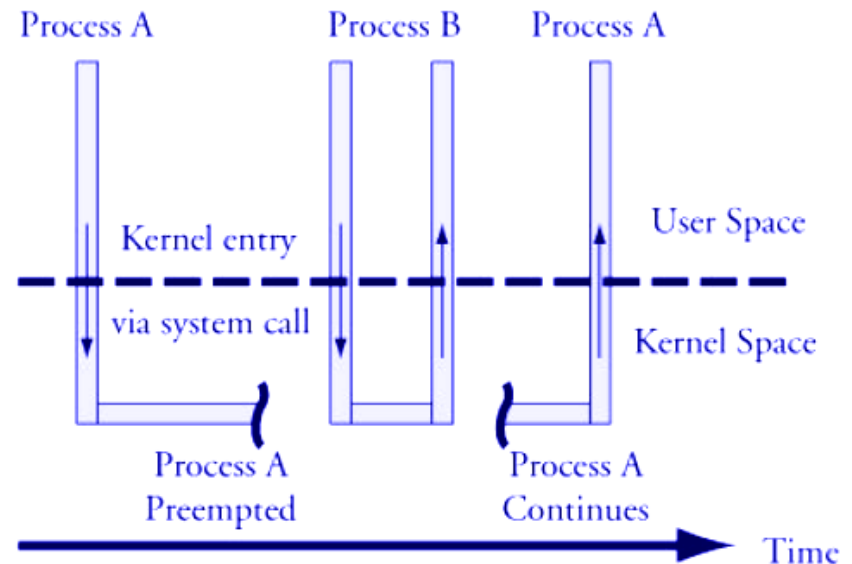 Process A
Process B
Process A
User Space
Kernel entry
via system call
Kernel Space
Process A
Preempted
Process A
Continues
Time